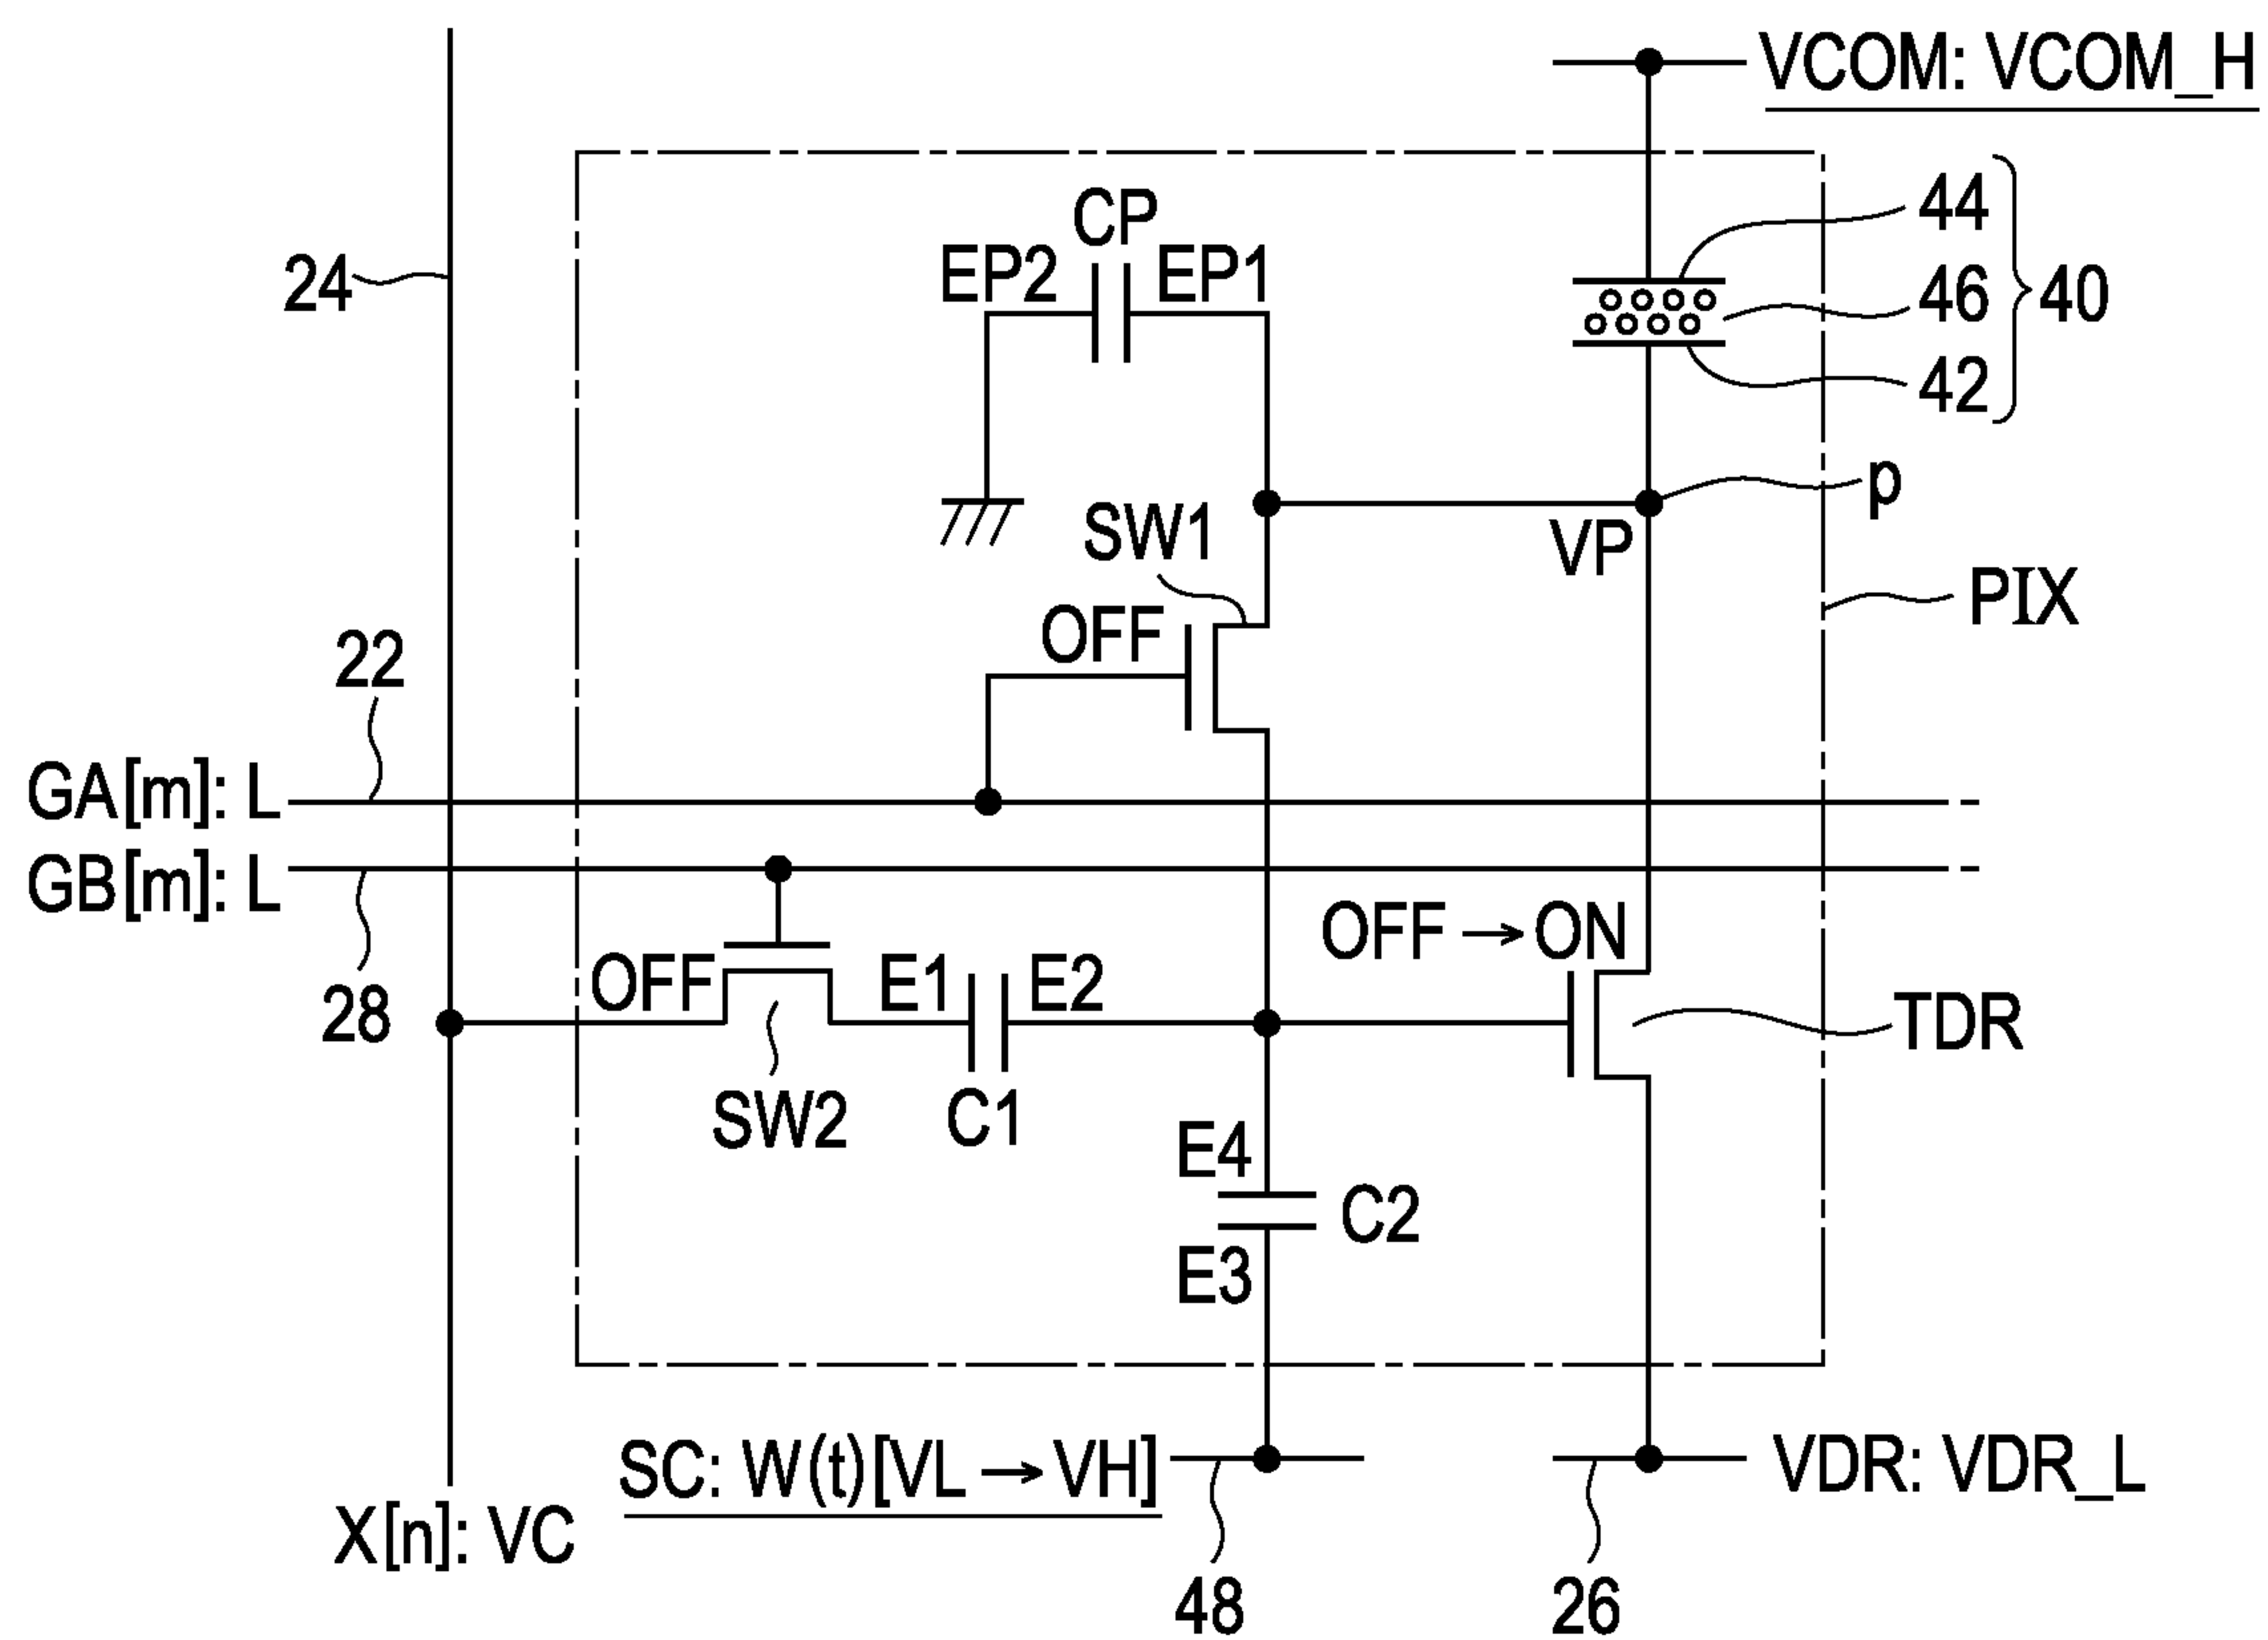 VCOM: VCOM_H
44
CP
24
EP2
EP1
46
40
42
p
SW1
VP
OFF
PIX
22
GA[m]: L
GB[m]: L
OFF → ON
OFF
E1
E2
28
TDR
SW2
C1
E4
C2
E3
SC: W(t)[VL → VH]
VDR: VDR_L
X[n]: VC
48
26